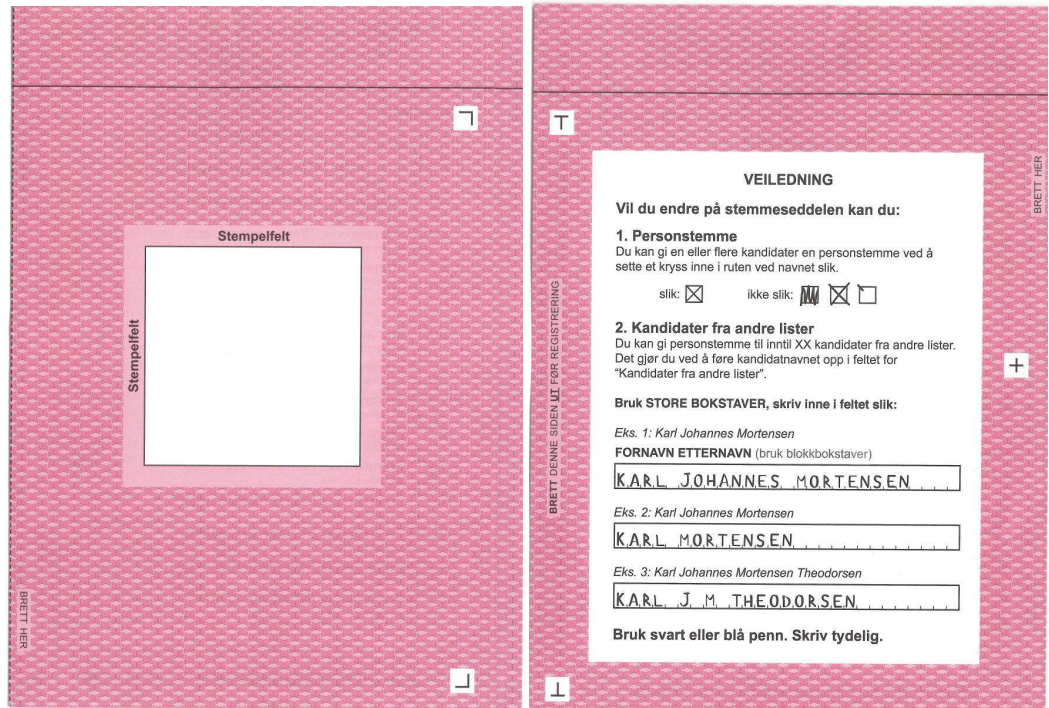 Stempelfelt
Stempelfelt
BRETT HER
BRETT DENNE SIDEN UT FØR REGISTRERING
BRETT HER
VEILEDNING
Vil du endre på stemmeseddelen kan du:
1. Personstemme
Du kan gi en eller flere kandidater en personstemme ved å
sette et kryss inne i ruten ved navnet slik.
slik: ikke slik:
2. Kandidater fra andre lister
Du kan gi personstemme til inntil XX kandidater fra andre lister.
Det gjør du ved å føre kandidatnavnet opp i feltet for
"Kandidater fra andre lister".
Bruk STORE BOKSTAVER, skriv inne i feltet slik:
Eks. 1: Karl Johannes Mortensen
FORNAVN ETTERNAVN (bruk blokkbokstaver)
KARL JOHANNES MORTENSEN
Eks. 2: Karl Johannes Mortensen
KARL MORTENSEN
Eks. 3: Karl Johannes Mortensen Theodorsen
KARL J M THEODORSEN
Bruk svart eller blå penn. Skriv tydelig.